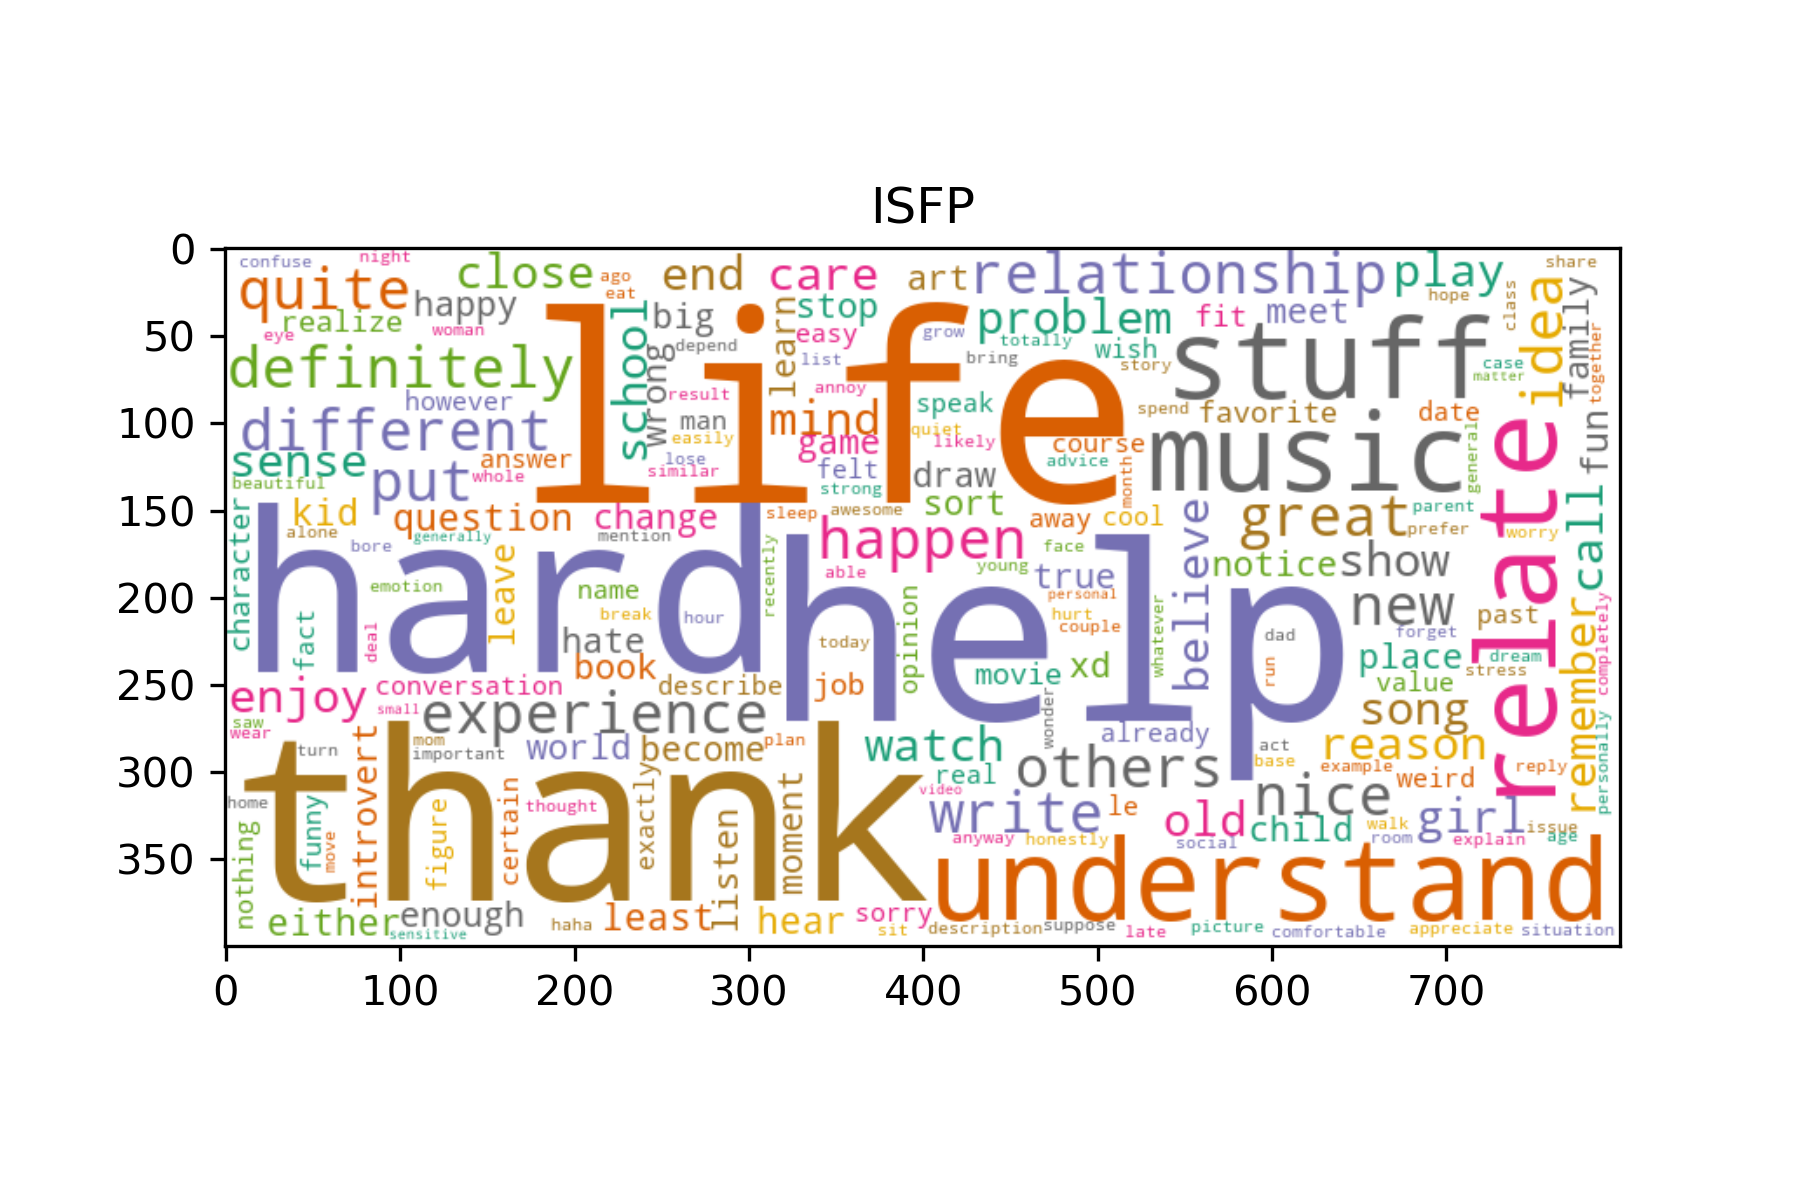 ISFP
0
50
100
150
200
250
300
350
confuse night close ago end care art relationship play share
quite happy eat school big learn stop problem fit meet hope class idea family
realize eye woman life easy grow totally wish stuff together
definitely wrong depend list bring story case matter
however result annoy speak spend favorite date
different man easily mind game quiet likely course music generale relate fun
sense answer lose felt draw advice month
beautiful put whole similar strong sort call
character kid question change sleep awesome away cool believe great parent prefer worry
alone bore generally mention happen face notice show
hard recently able young true help
emotion leave name break hour personal new past completely
fact deal hate today opinion hurt couple whatever dad forget remember
book movie xd run place dream stress
enjoy conversation small describe job wonder value
saw wear experience already song personally
turn introvert mom important world become plan watch others act base reason
home thank exactly moment real video example weird reply
nothing funny move figure certain thought listen write le old nice child walk girl issue age
anyway honestly social room explain
understand
either enough haha least hear sorry
sensitive sit description suppose late picture comfortable appreciate situation
0 100 200 300 400 500 600 700